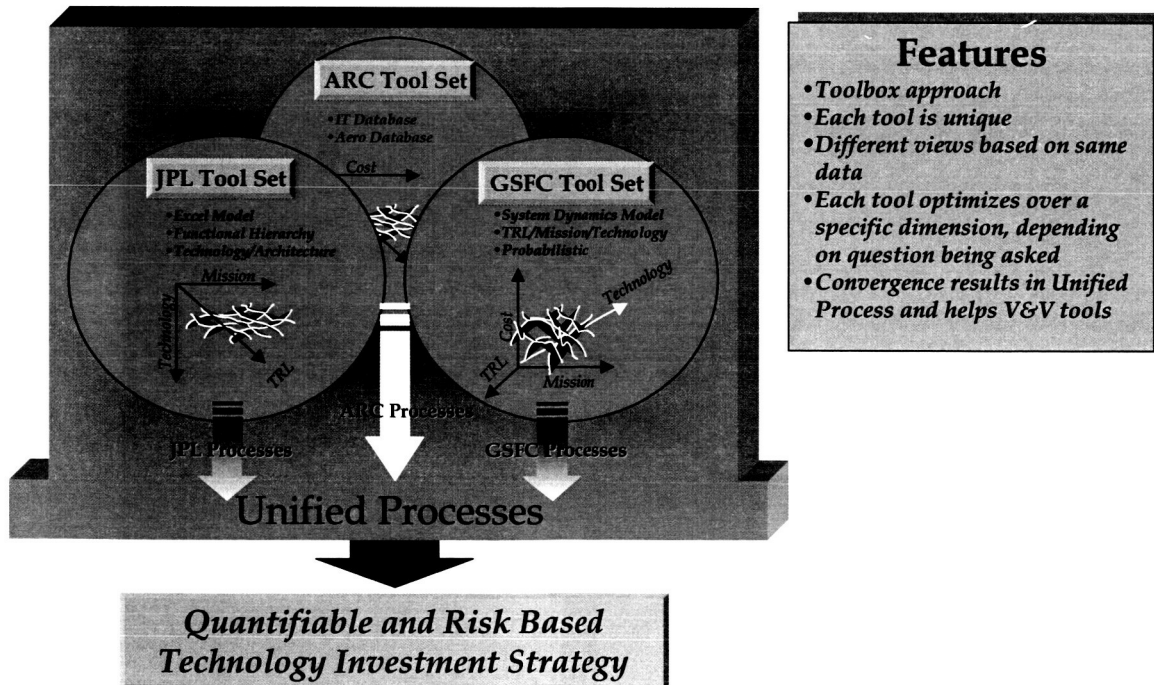 ARC Tool Set
•IT Database
•Aero Database
Cost
JPL Tool Set
•Excel Model
•Functional Hierarchy
•Technology/Architecture
Mission
Technology
TRL
GSFC Tool Set
•System Dynamics Model
•TRL/Mission/Technology
•Probabilistic
Technology
Cost
TRL
Mission
ARC Processes
JPL Processes
GSFC Processes
Unified Processes
Quantifiable and Risk Based
Technology Investment Strategy
Features
•Toolbox approach
•Each tool is unique
•Different views based on same
data
•Each tool optimizes over a
specific dimension, depending
on question being asked
•Convergence results in Unified
Process and helps V&V tools